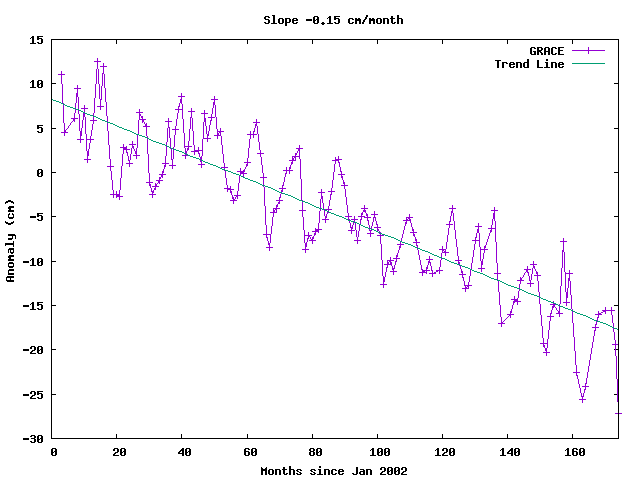 Slope -0.15 cm/month
15
GRACE
Trend Line
10
5
0
-5
-10
-15
-20
-25
-30
Anomaly (cm)
0 20 40 60 80 100 120 140 160
Months since Jan 2002